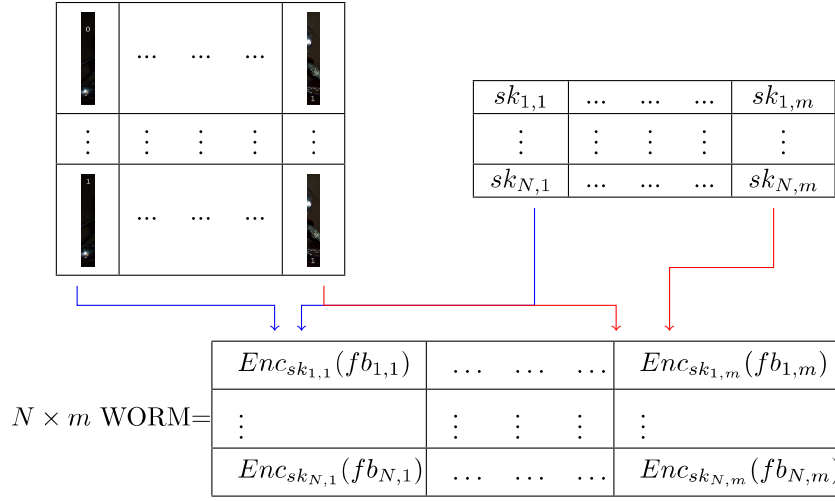 0 ... ... ... 1
⋮ ⋮ ⋮ ⋮ ⋮
1 ... ... ... 1
sk_{1,1} ... ... ... sk_{1,m}
⋮ ⋮ ⋮ ⋮ ⋮
sk_{N,1} ... ... ... sk_{N,m}
Enc_{sk_{1,1}}(fb_{1,1}) ... ... ... Enc_{sk_{1,m}}(fb_{1,m})
N × m WORM= ⋮ ⋮ ⋮ ⋮ ⋮
Enc_{sk_{N,1}}(fb_{N,1}) ... ... ... Enc_{sk_{N,m}}(fb_{N,m})